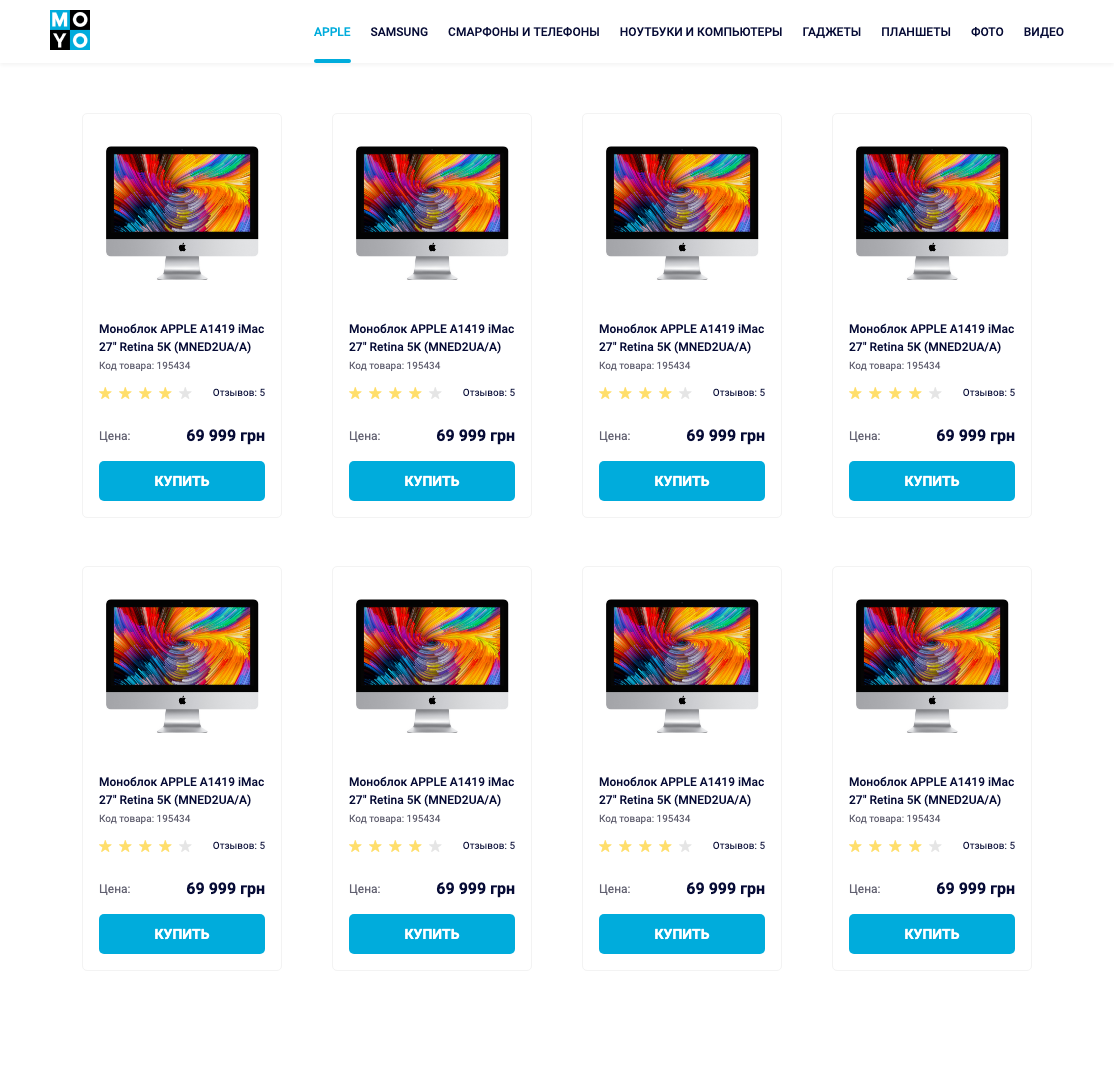 MO
YO
APPLE SAMSUNG СМАРФОНЫ И ТЕЛЕФОНЫ НОУТБУКИ И КОМПЬЮТЕРЫ ГАДЖЕТЫ ПЛАНШЕТЫ ФОТО ВИДЕО
Моноблок APPLE A1419 iMac Моноблок APPLE A1419 iMac Моноблок APPLE A1419 iMac Моноблок APPLE A1419 iMac
27" Retina 5K (MNED2UA/A) 27" Retina 5K (MNED2UA/A) 27" Retina 5K (MNED2UA/A) 27" Retina 5K (MNED2UA/A)
Код товара: 195434 Код товара: 195434 Код товара: 195434 Код товара: 195434
Отзывов: 5 Отзывов: 5 Отзывов: 5 Отзывов: 5
Цена: 69 999 грн Цена: 69 999 грн Цена: 69 999 грн Цена: 69 999 грн
КУПИТЬ КУПИТЬ КУПИТЬ КУПИТЬ
Моноблок APPLE A1419 iMac Моноблок APPLE A1419 iMac Моноблок APPLE A1419 iMac Моноблок APPLE A1419 iMac
27" Retina 5K (MNED2UA/A) 27" Retina 5K (MNED2UA/A) 27" Retina 5K (MNED2UA/A) 27" Retina 5K (MNED2UA/A)
Код товара: 195434 Код товара: 195434 Код товара: 195434 Код товара: 195434
Отзывов: 5 Отзывов: 5 Отзывов: 5 Отзывов: 5
Цена: 69 999 грн Цена: 69 999 грн Цена: 69 999 грн Цена: 69 999 грн
КУПИТЬ КУПИТЬ КУПИТЬ КУПИТЬ